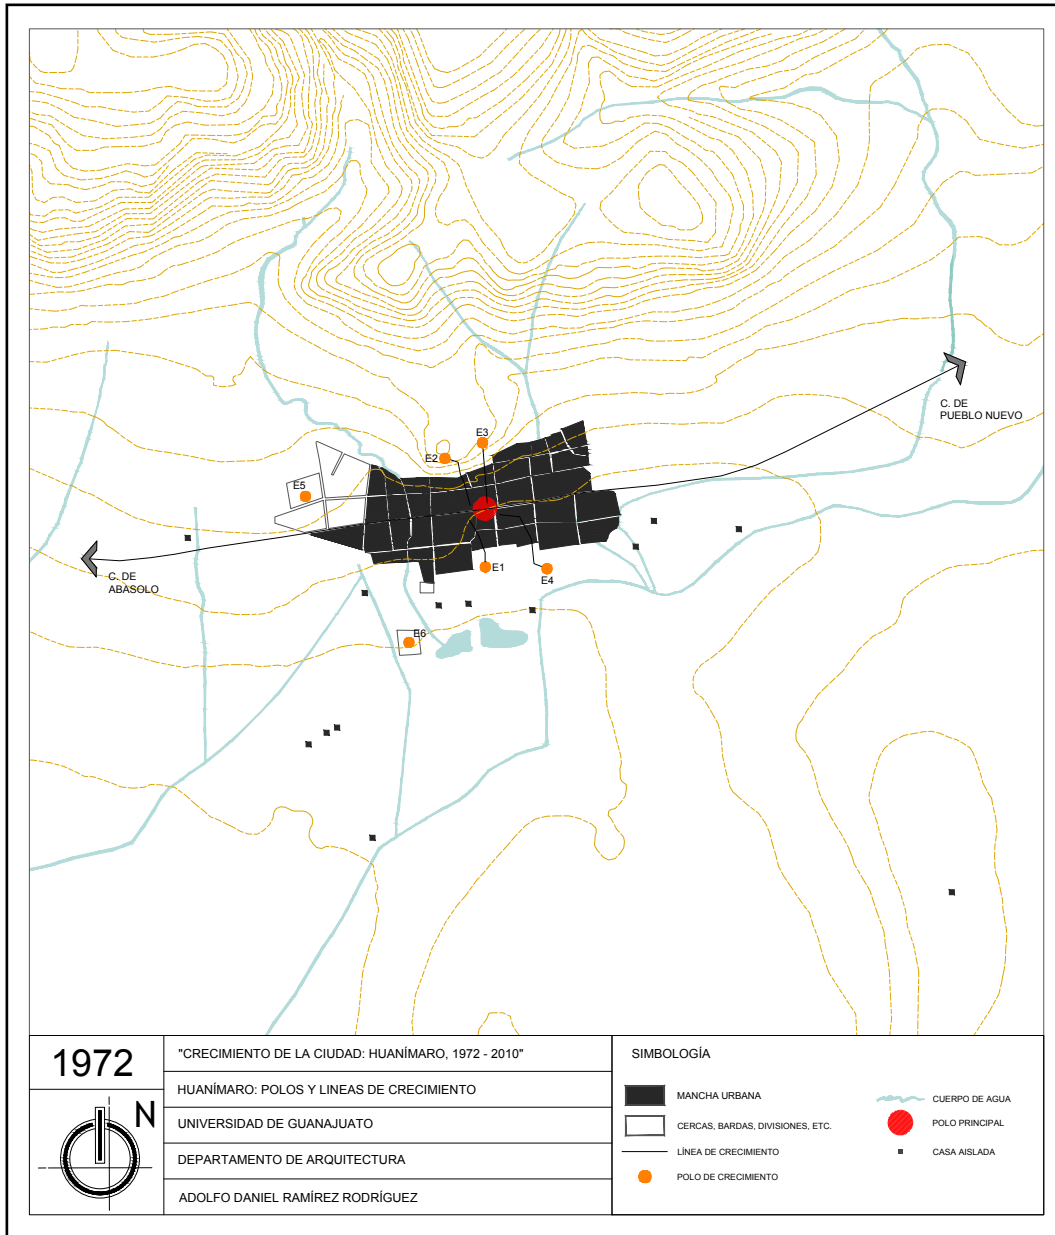 C. DE
PUEBLO NUEVO
E3
E2
E5
E1
E4
C. DE
ABASOLO
E6
1972
N
"CRECIMIENTO DE LA CIUDAD: HUANÍMARO, 1972 - 2010"
HUANÍMARO: POLOS Y LINEAS DE CRECIMIENTO
UNIVERSIDAD DE GUANAJUATO
DEPARTAMENTO DE ARQUITECTURA
ADOLFO DANIEL RAMÍREZ RODRÍGUEZ
SIMBOLOGÍA
MANCHA URBANA
CERCAS, BARDAS, DIVISIONES, ETC.
LÍNEA DE CRECIMIENTO
POLO DE CRECIMIENTO
CUERPO DE AGUA
POLO PRINCIPAL
CASA AISLADA